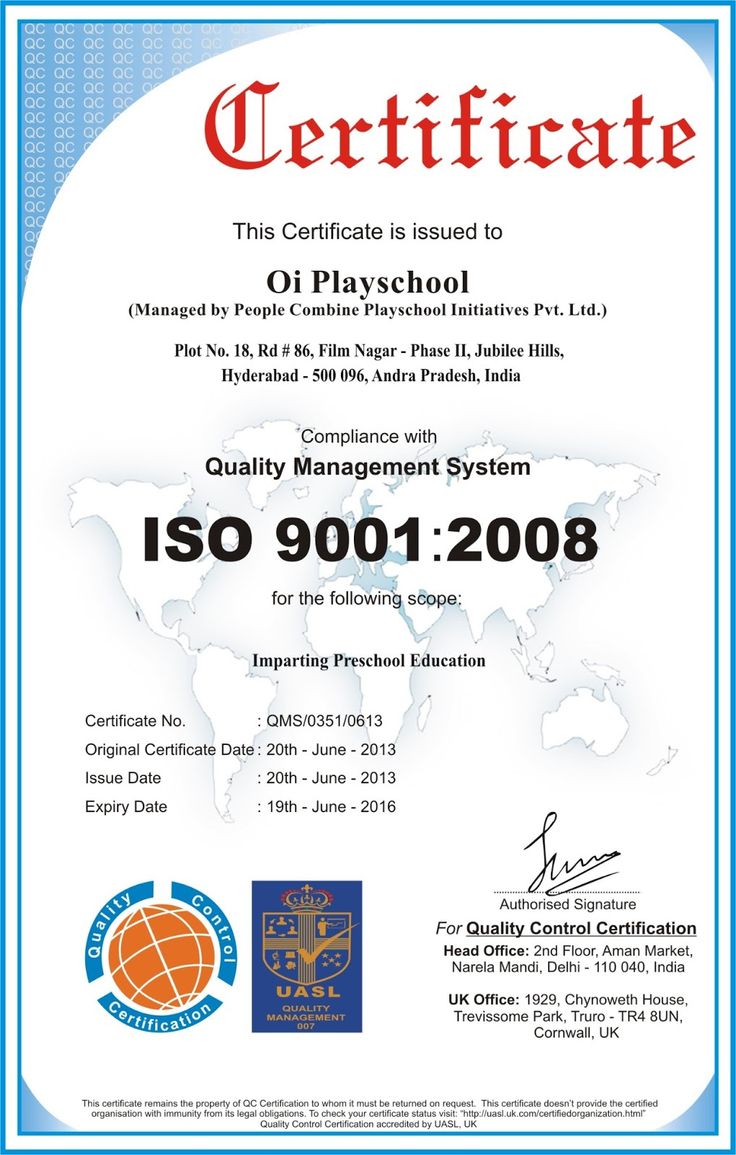 Certificate
This Certificate is issued to
Oi Playschool
(Managed by People Combine Playschool Initiatives Pvt. Ltd.)
Plot No. 18, Rd # 86, Film Nagar - Phase II, Jubilee Hills,
Hyderabad - 500 096, Andra Pradesh, India
Compliance with
Quality Management System
ISO 9001:2008
for the following scope:
Imparting Preschool Education
Certificate No. : QMS/0351/0613
Original Certificate Date : 20th - June - 2013
Issue Date : 20th - June - 2013
Expiry Date : 19th - June - 2016
Quality Control
Certification
UASL
QUALITY
MANAGEMENT
007
Authorised Signature
For Quality Control Certification
Head Office: 2nd Floor, Aman Market,
Narela Mandi, Delhi - 110 040, India
UK Office: 1929, Chynoweth House,
Trevissome Park, Truro - TR4 8UN,
Cornwall, UK
This certificate remains the property of QC Certification to whom it must be returned on request. This certificate doesn't provide the certified
organisation with immunity from its legal obligations. To check your certificate status visit: "http://uasl.uk.com/certifiedorganization.html"
Quality Control Certification accredited by UASL, UK